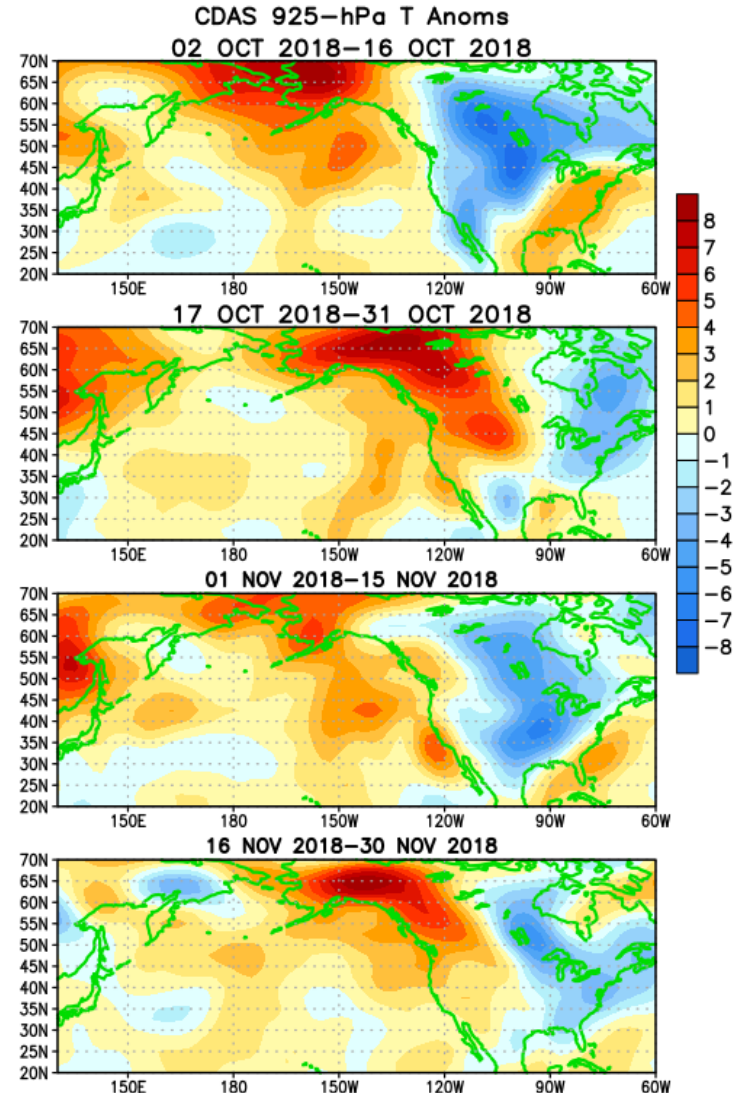 CDAS 925-hPa T Anoms
02 OCT 2018-16 OCT 2018
70N
65N
60N
55N
50N
45N
40N
35N
30N
25N
20N
150E 180 150W 120W 90W 60W
17 OCT 2018-31 OCT 2018
70N
65N
60N
55N
50N
45N
40N
35N
30N
25N
20N
150E 180 150W 120W 90W 60W
01 NOV 2018-15 NOV 2018
70N
65N
60N
55N
50N
45N
40N
35N
30N
25N
20N
150E 180 150W 120W 90W 60W
16 NOV 2018-30 NOV 2018
70N
65N
60N
55N
50N
45N
40N
35N
30N
25N
20N
150E 180 150W 120W 90W 60W
8
7
6
5
4
3
2
1
0
-1
-2
-3
-4
-5
-6
-7
-8